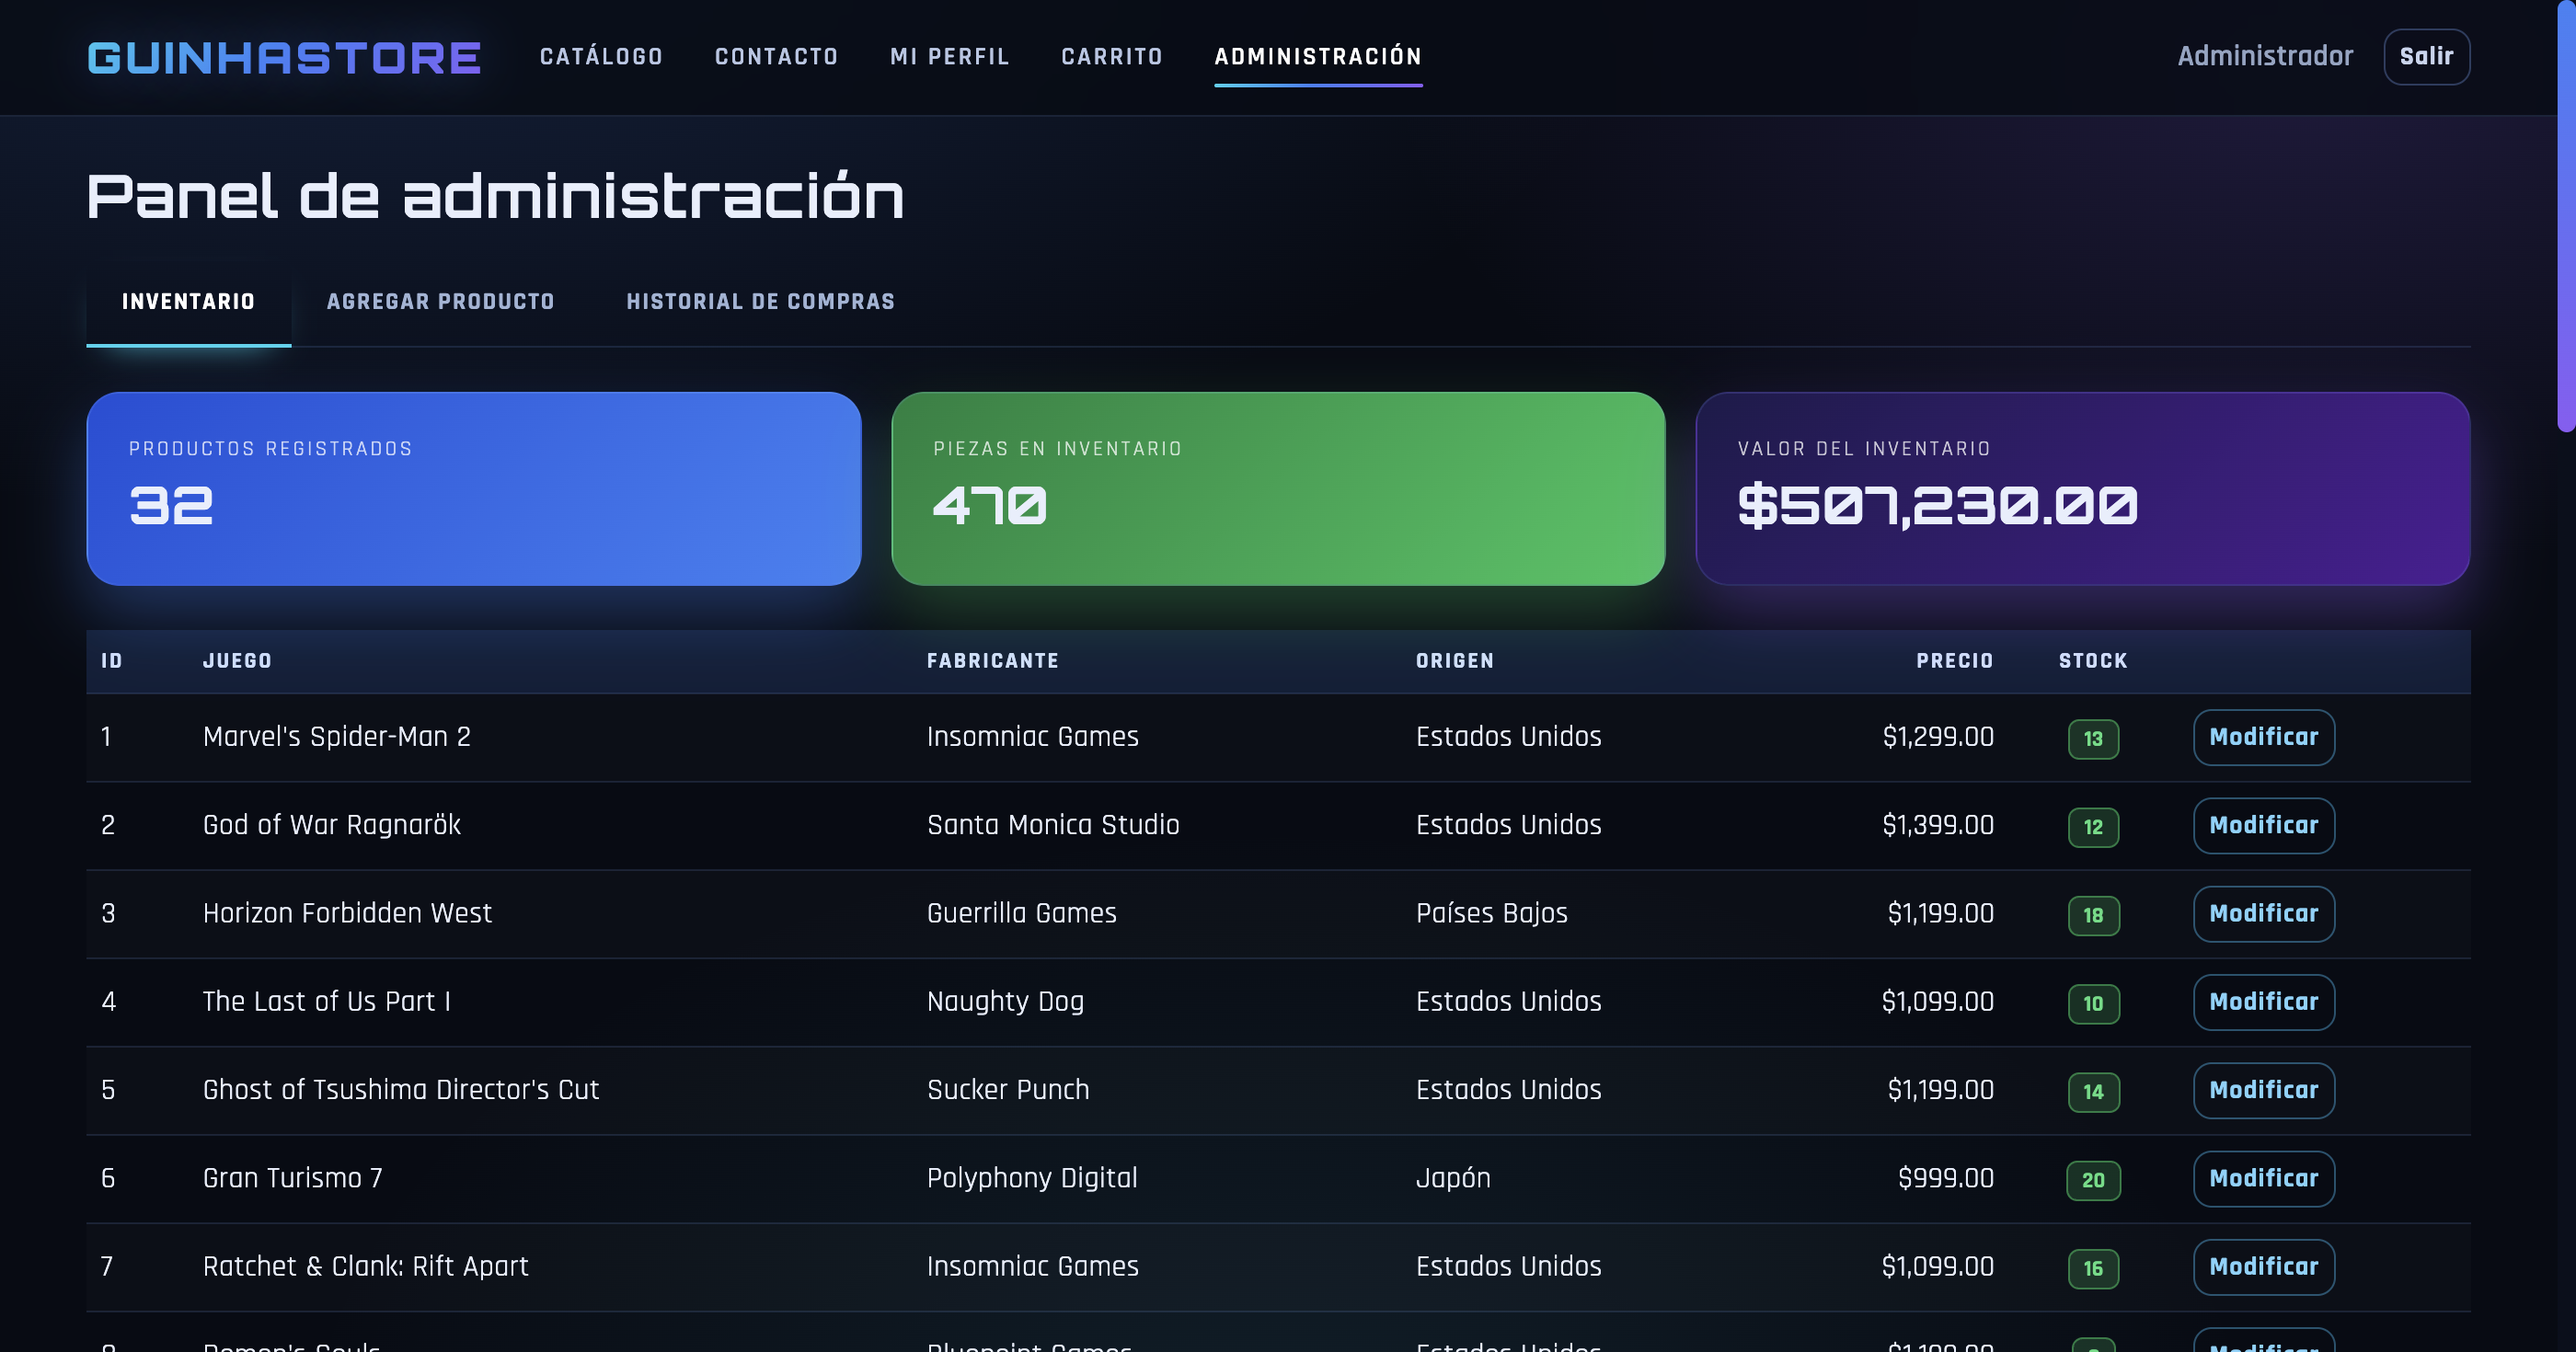 GUINHASTORE CATÁLOGO CONTACTO MI PERFIL CARRITO ADMINISTRACIÓN Administrador Salir
Panel de administración
INVENTARIO AGREGAR PRODUCTO HISTORIAL DE COMPRAS
PRODUCTOS REGISTRADOS PIEZAS EN INVENTARIO VALOR DEL INVENTARIO
32 470 $507,230.00
ID JUEGO FABRICANTE ORIGEN PRECIO STOCK
1 Marvel's Spider-Man 2 Insomniac Games Estados Unidos $1,299.00 13 Modificar
2 God of War Ragnarök Santa Monica Studio Estados Unidos $1,399.00 12 Modificar
3 Horizon Forbidden West Guerrilla Games Países Bajos $1,199.00 18 Modificar
4 The Last of Us Part I Naughty Dog Estados Unidos $1,099.00 10 Modificar
5 Ghost of Tsushima Director's Cut Sucker Punch Estados Unidos $1,199.00 14 Modificar
6 Gran Turismo 7 Polyphony Digital Japón $999.00 20 Modificar
7 Ratchet & Clank: Rift Apart Insomniac Games Estados Unidos $1,099.00 16 Modificar
Demon's Souls Bluepoint Games Estados Unidos Modificar